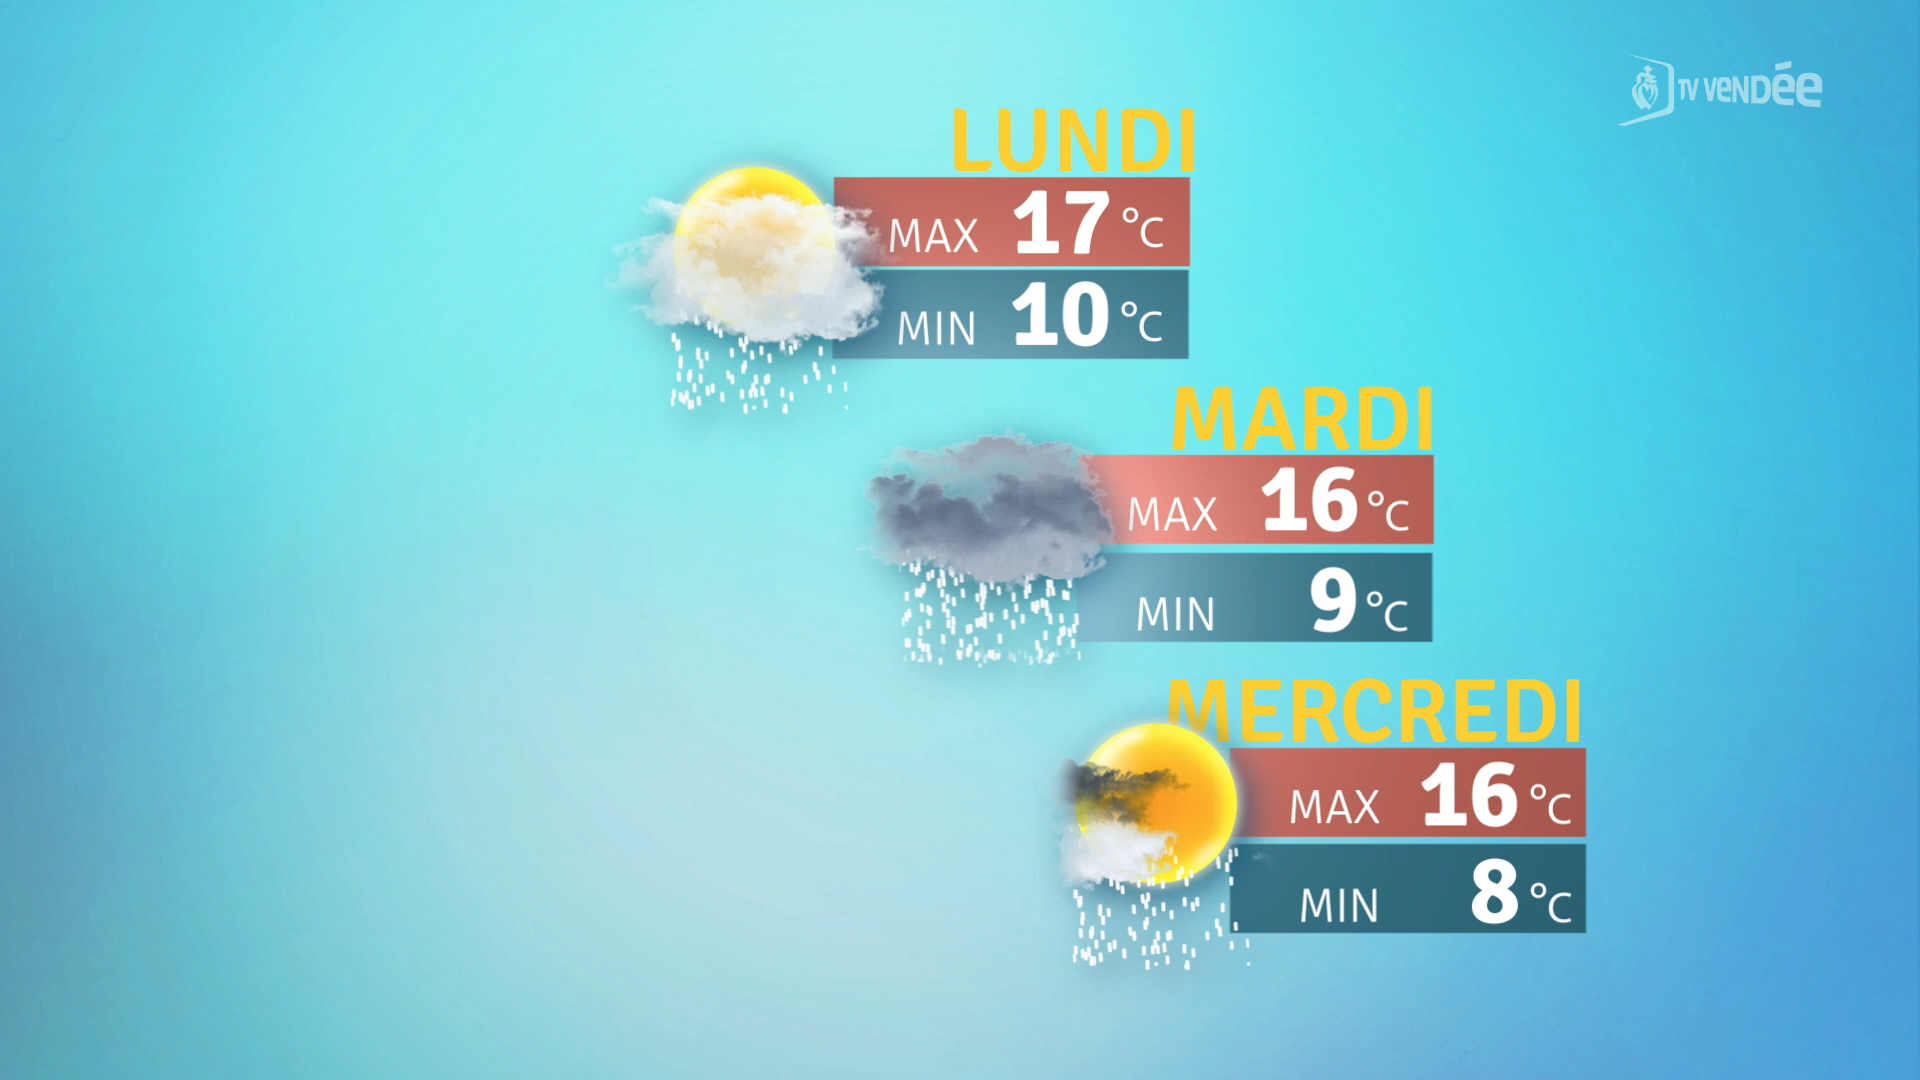 TV VENDÉE
LUNDI
MAX 17 °C
MIN 10 °C
MARDI
MAX 16 °C
MIN 9 °C
MERCREDI
MAX 16 °C
MIN 8 °C